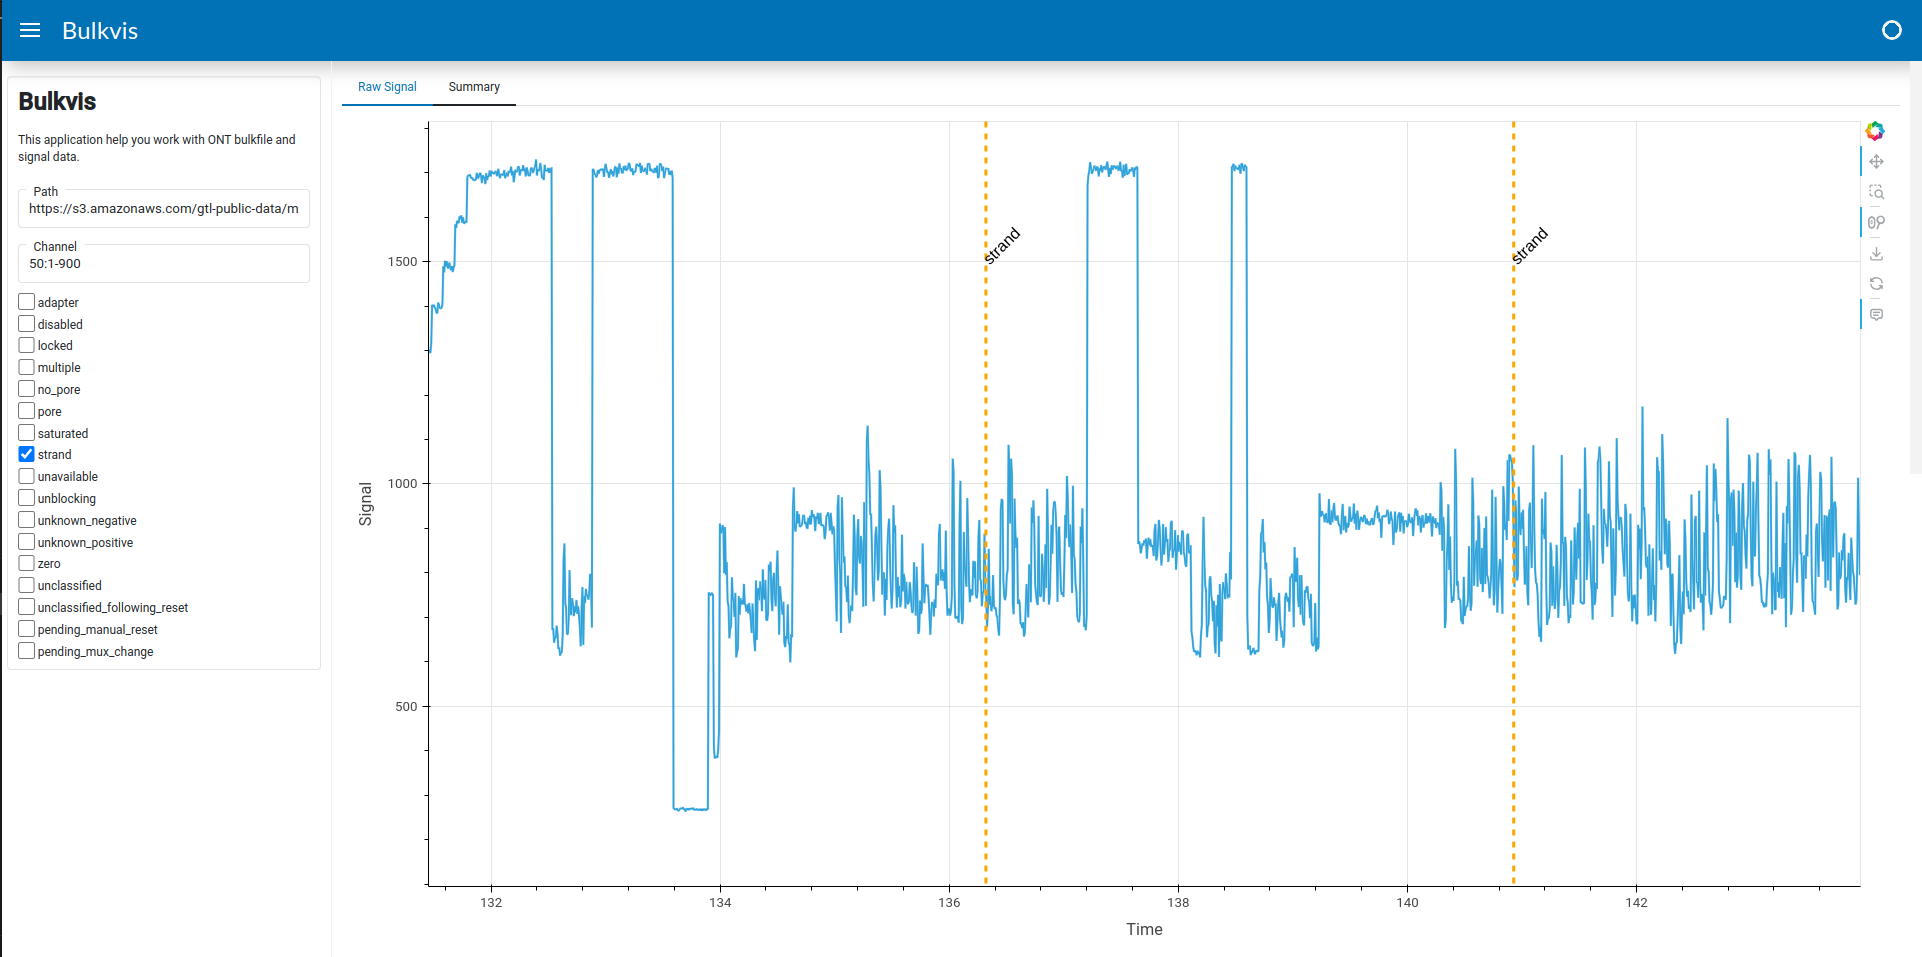 Bulkvis
Bulkvis
This application help you work with ONT bulkfile and
signal data.
Path
https://s3.amazonaws.com/gtl-public-data/m
Channel
50:1-900
adapter
disabled
locked
multiple
no_pore
pore
saturated
strand
unavailable
unblocking
unknown_negative
unknown_positive
zero
unclassified
unclassified_following_reset
pending_manual_reset
pending_mux_change
Raw Signal
Summary
1500
1000
500
Signal
strand
strand
132
134
136
138
140
142
Time